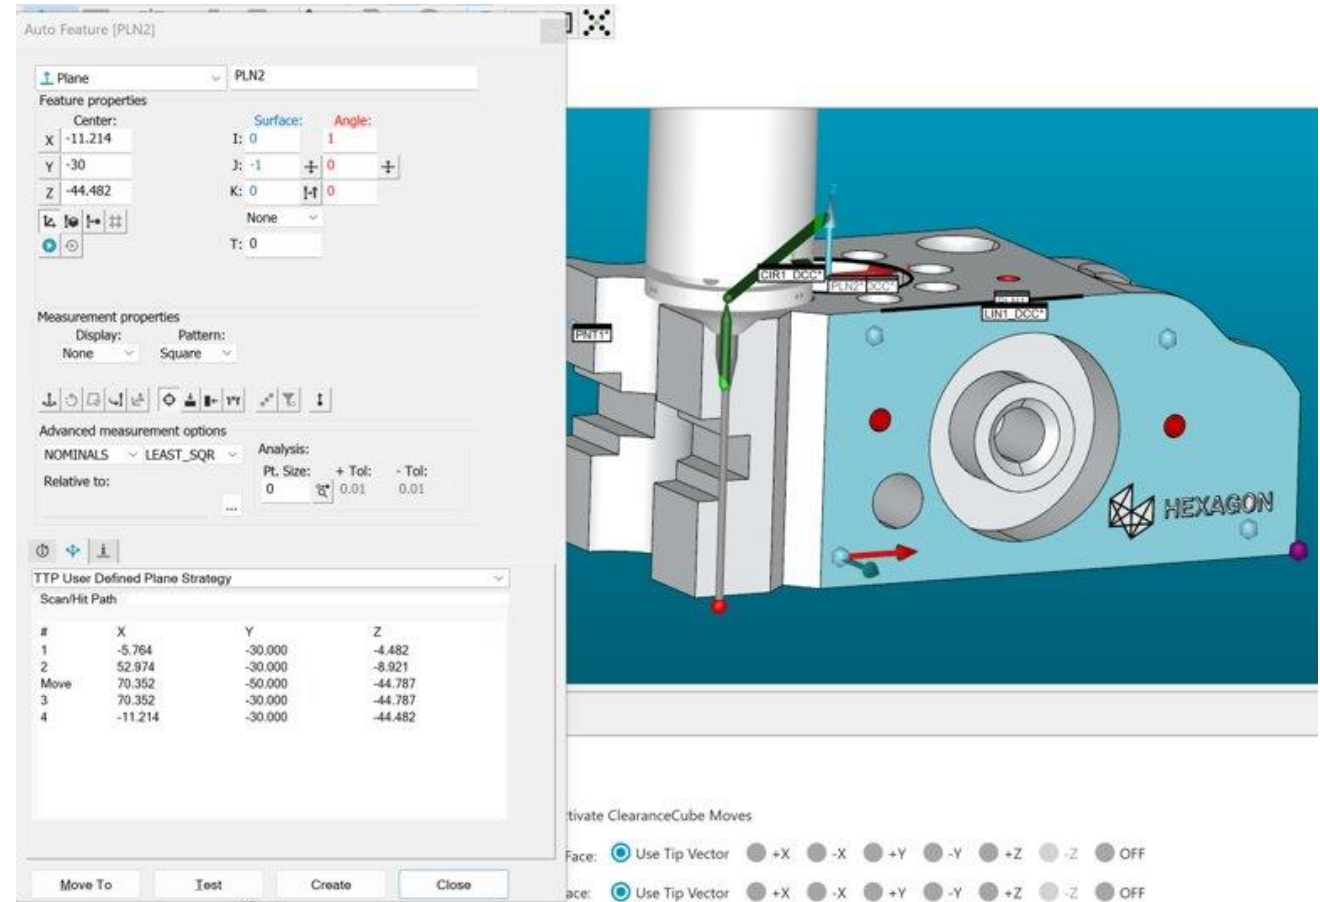 Auto Feature [PLN2]
Plane PLN2
Feature properties
Center: Surface: Angle:
X -11.214 I: 0 1
Y -30 J: -1 0
Z -44.482 K: 0 0
None
T: 0
Measurement properties
Display: Pattern:
None Square
Advanced measurement options
NOMINALS LEAST_SQR Analysis:
Pt. Size: + Tol: - Tol:
0 0.01 0.01
Relative to:
...
TTP User Defined Plane Strategy
Scan/Hit Path
# X Y Z
1 -5.764 -30.000 -4.482
2 52.974 -30.000 -8.921
Move 70.352 -50.000 -44.787
3 70.352 -30.000 -44.787
4 -11.214 -30.000 -44.482
Move To Test Create Close
Z
CIR1_DCC*
PLN2* DCC*
LIN1_DCC*
PNT1*
HEXAGON
tivate ClearanceCube Moves
Face: Use Tip Vector +X -X +Y -Y +Z -Z OFF
ace: Use Tip Vector +X -X +Y -Y +Z -Z OFF